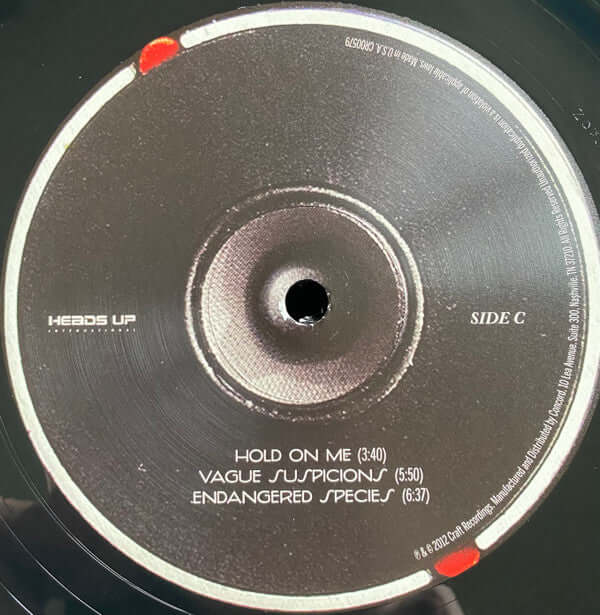 HEADS UP
INTERNATIONAL
SIDE C
HOLD ON ME (3:40)
VAGUE SUSPICIONS (5:50)
ENDANGERED SPECIES (6:37)
℗ & © 2012 Craft Recordings. Manufactured and Distributed by Concord, 10 Lea Avenue, Suite 300, Nashville, TN 37210. All Rights Reserved. Unauthorized duplication is a violation of applicable laws. Made in U.S.A. CR00579